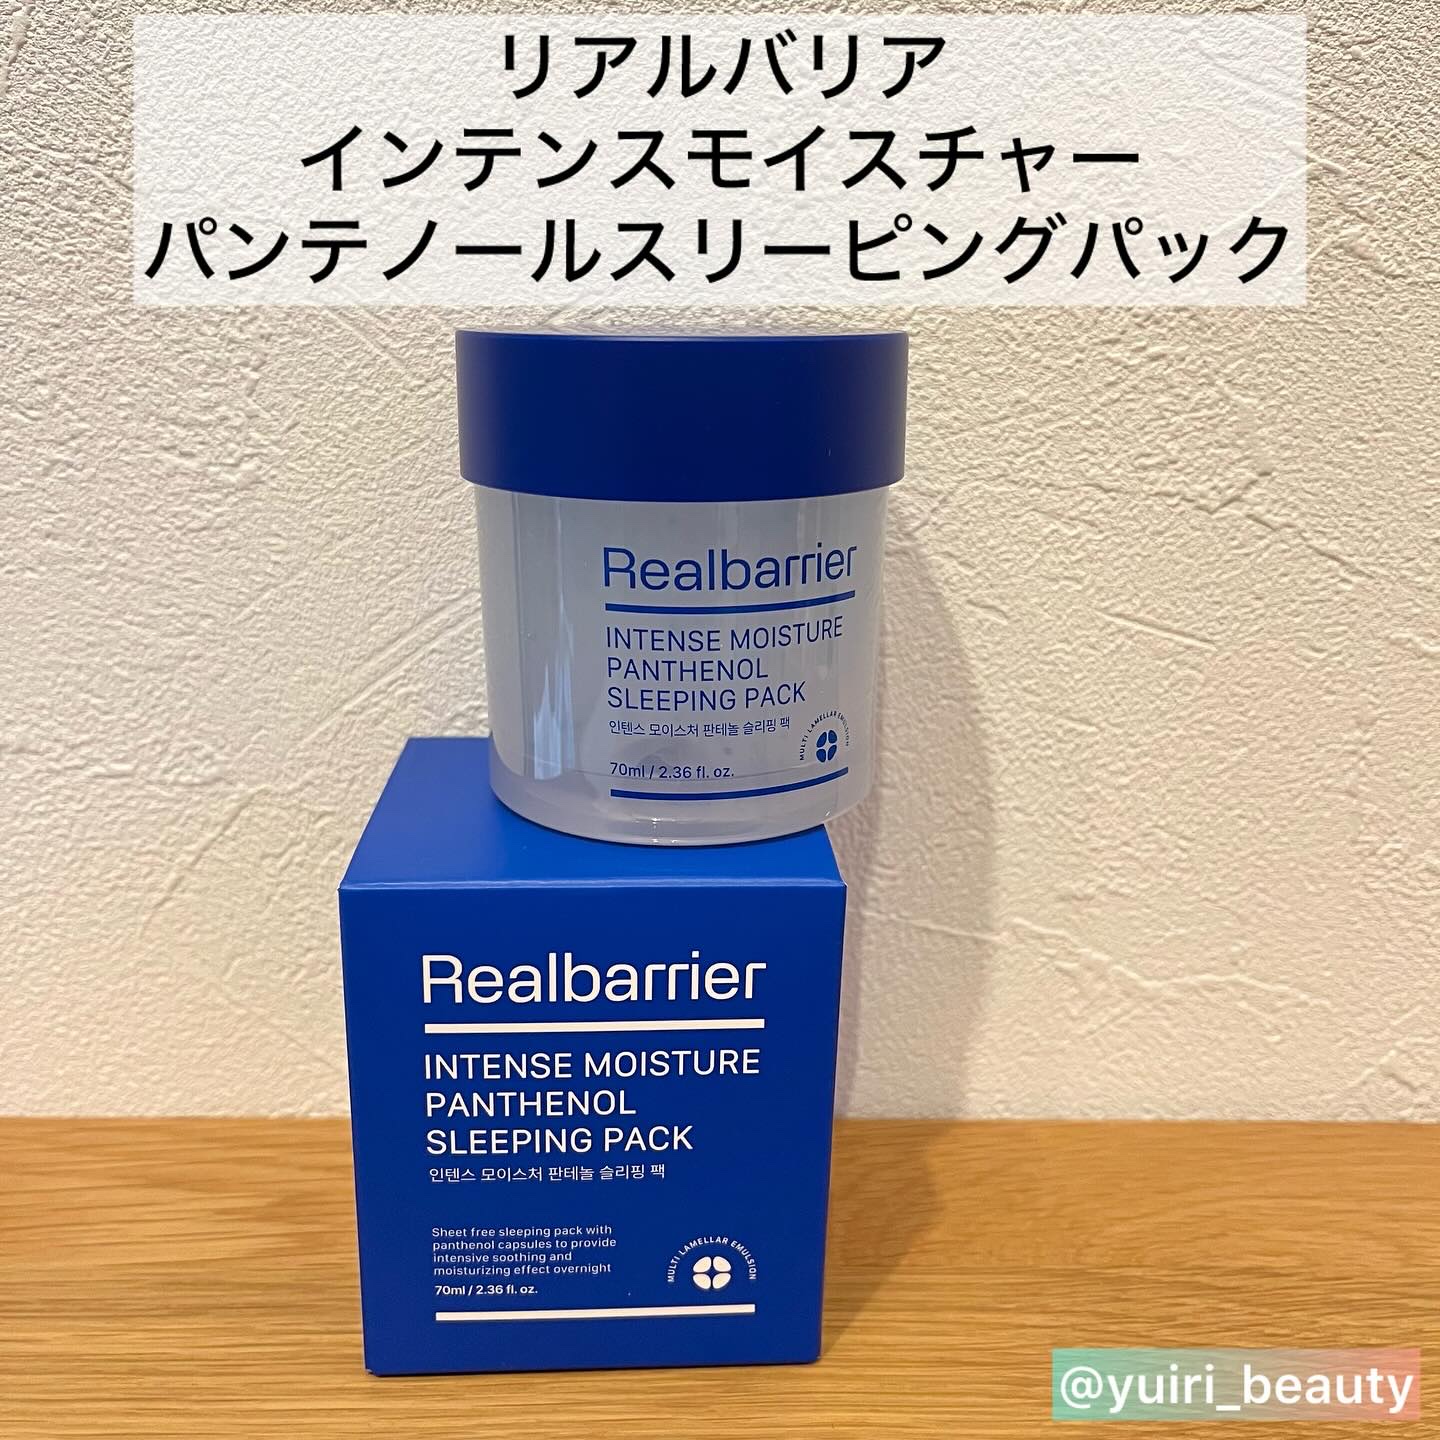 リアルバリア
インテンスモイスチャー
パンテノールスリーピングパック
Realbarrier
INTENSE MOISTURE
PANTHENOL
SLEEPING PACK
인텐스 모이스처 판테놀 슬리핑 팩
MULTI LAMELLAR EMULSION
70ml / 2.36 fl. oz.
Realbarrier
INTENSE MOISTURE
PANTHENOL
SLEEPING PACK
인텐스 모이스처 판테놀 슬리핑 팩
Sheet free sleeping pack with
panthenol capsules to provide
intensive soothing and
moisturizing effect overnight
70ml / 2.36 fl. oz.
MULTI LAMELLAR EMULSION
@yuiri_beauty